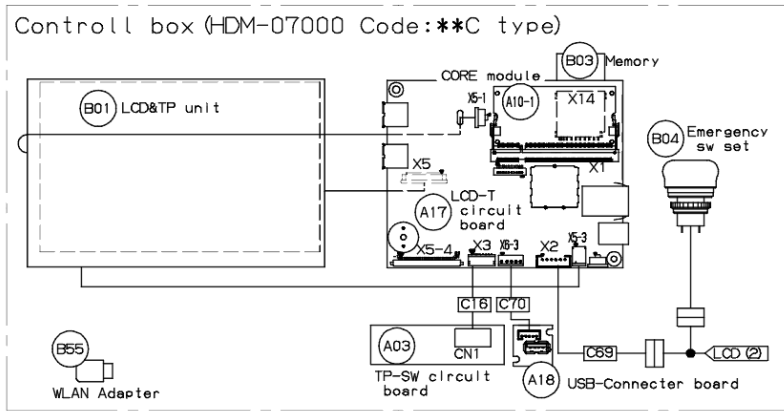 Controll box (HDM-07000 Code:**C type)
B01 LCD&TP unit
CORE module
B03 Memory
X5-1
A10-1
X14
B04 Emergency
sw set
X5
X1
A17 LCD-T
circuit
board
X5-4
X3
X6-3
X2
X5-3
C16
C70
A03
CN1
TP-SW circuit
board
A18
C69
LCD (2)
USB-Connecter board
B55
WLAN Adapter